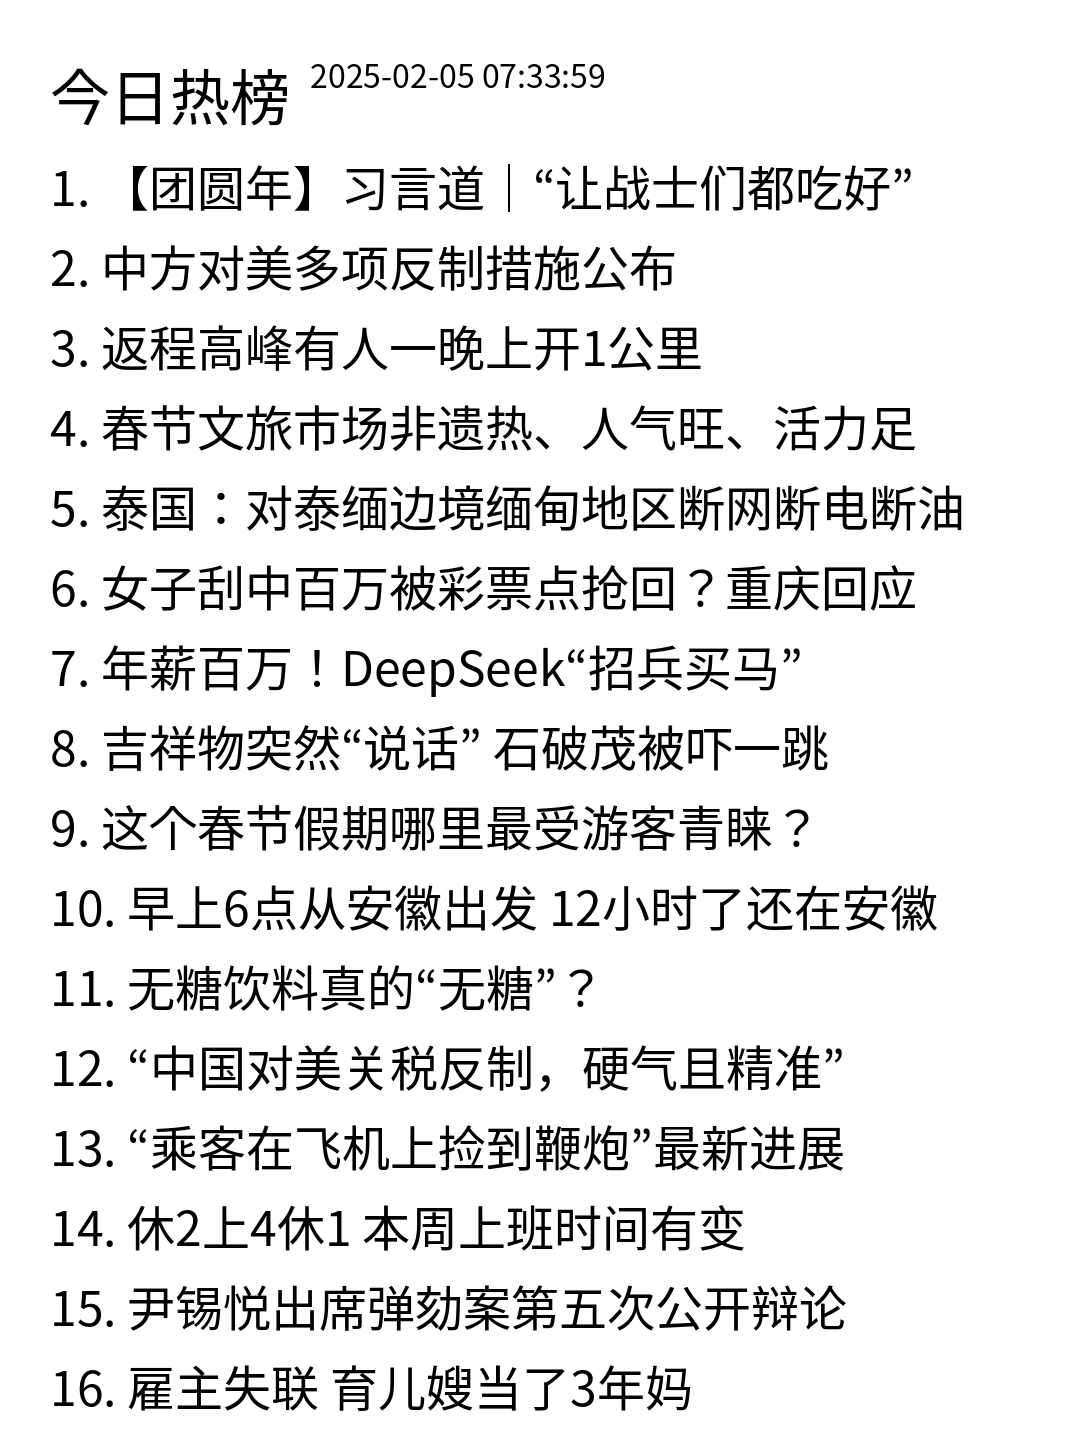 今日热榜 2025-02-05 07:33:59
1. 【团圆年】习言道｜“让战士们都吃好”
2. 中方对美多项反制措施公布
3. 返程高峰有人一晚上开1公里
4. 春节文旅市场非遗热、人气旺、活力足
5. 泰国：对泰缅边境缅甸地区断网断电断油
6. 女子刮中百万被彩票点抢回？重庆回应
7. 年薪百万！DeepSeek“招兵买马”
8. 吉祥物突然“说话” 石破茂被吓一跳
9. 这个春节假期哪里最受游客青睐？
10. 早上6点从安徽出发 12小时了还在安徽
11. 无糖饮料真的“无糖”？
12. “中国对美关税反制，硬气且精准”
13. “乘客在飞机上捡到鞭炮”最新进展
14. 休2上4休1 本周上班时间有变
15. 尹锡悦出席弹劾案第五次公开辩论
16. 雇主失联 育儿嫂当了3年妈